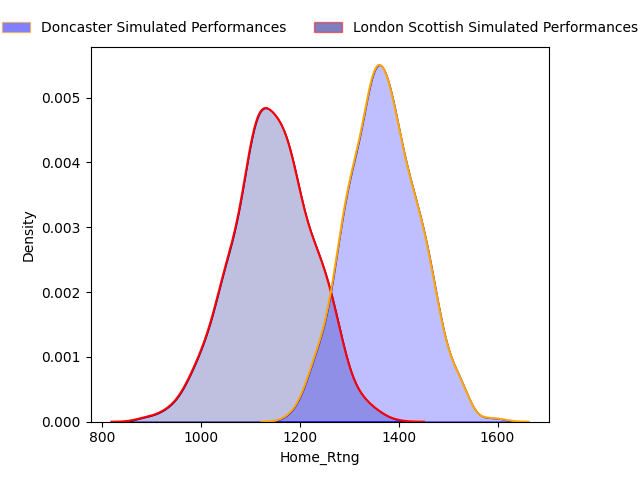 Doncaster Simulated Performances London Scottish Simulated Performances
0.005
0.004
0.003
0.002
0.001
0.000
Density
800 1000 1200 1400 1600
Home_Rtng